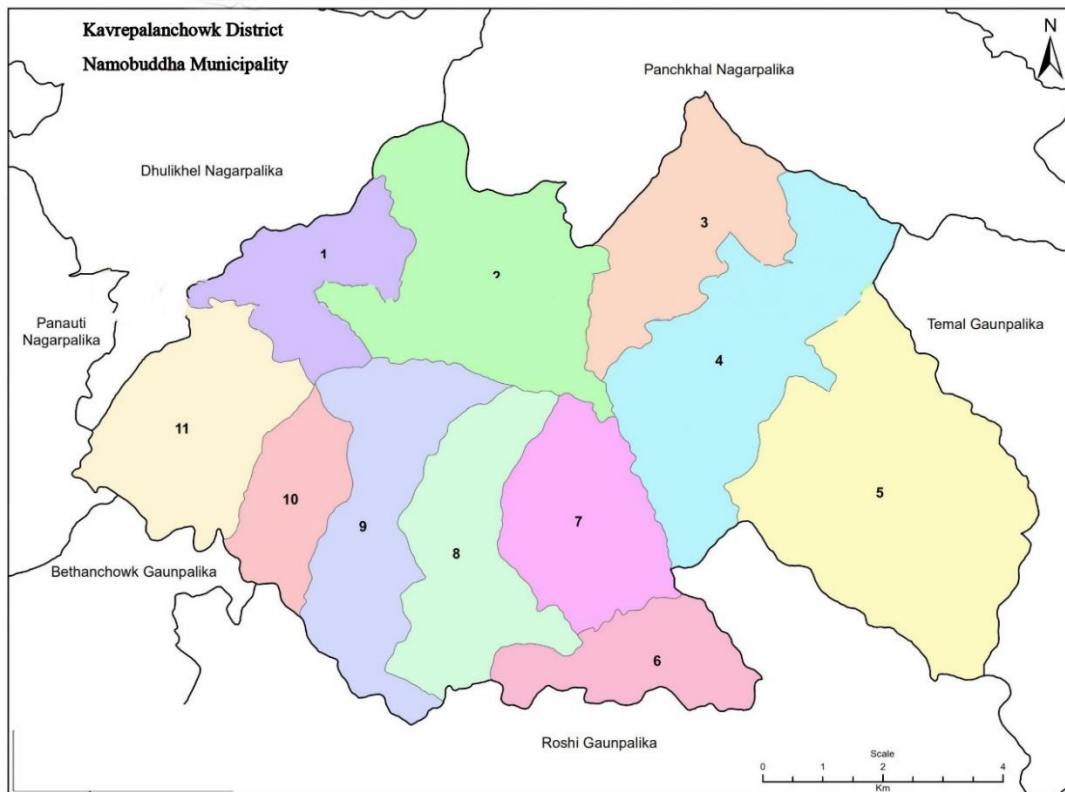 Kavrepalanchowk District
Namobuddha Municipality
N
Panchkhal Nagarpalika
Dhulikhel Nagarpalika
3
1
2
Panauti
Nagarpalika
Temal Gaunpalika
4
11
10
9
8
7
5
Bethanchowk Gaunpalika
6
Roshi Gaunpalika
Scale
0 1 2 4
Km